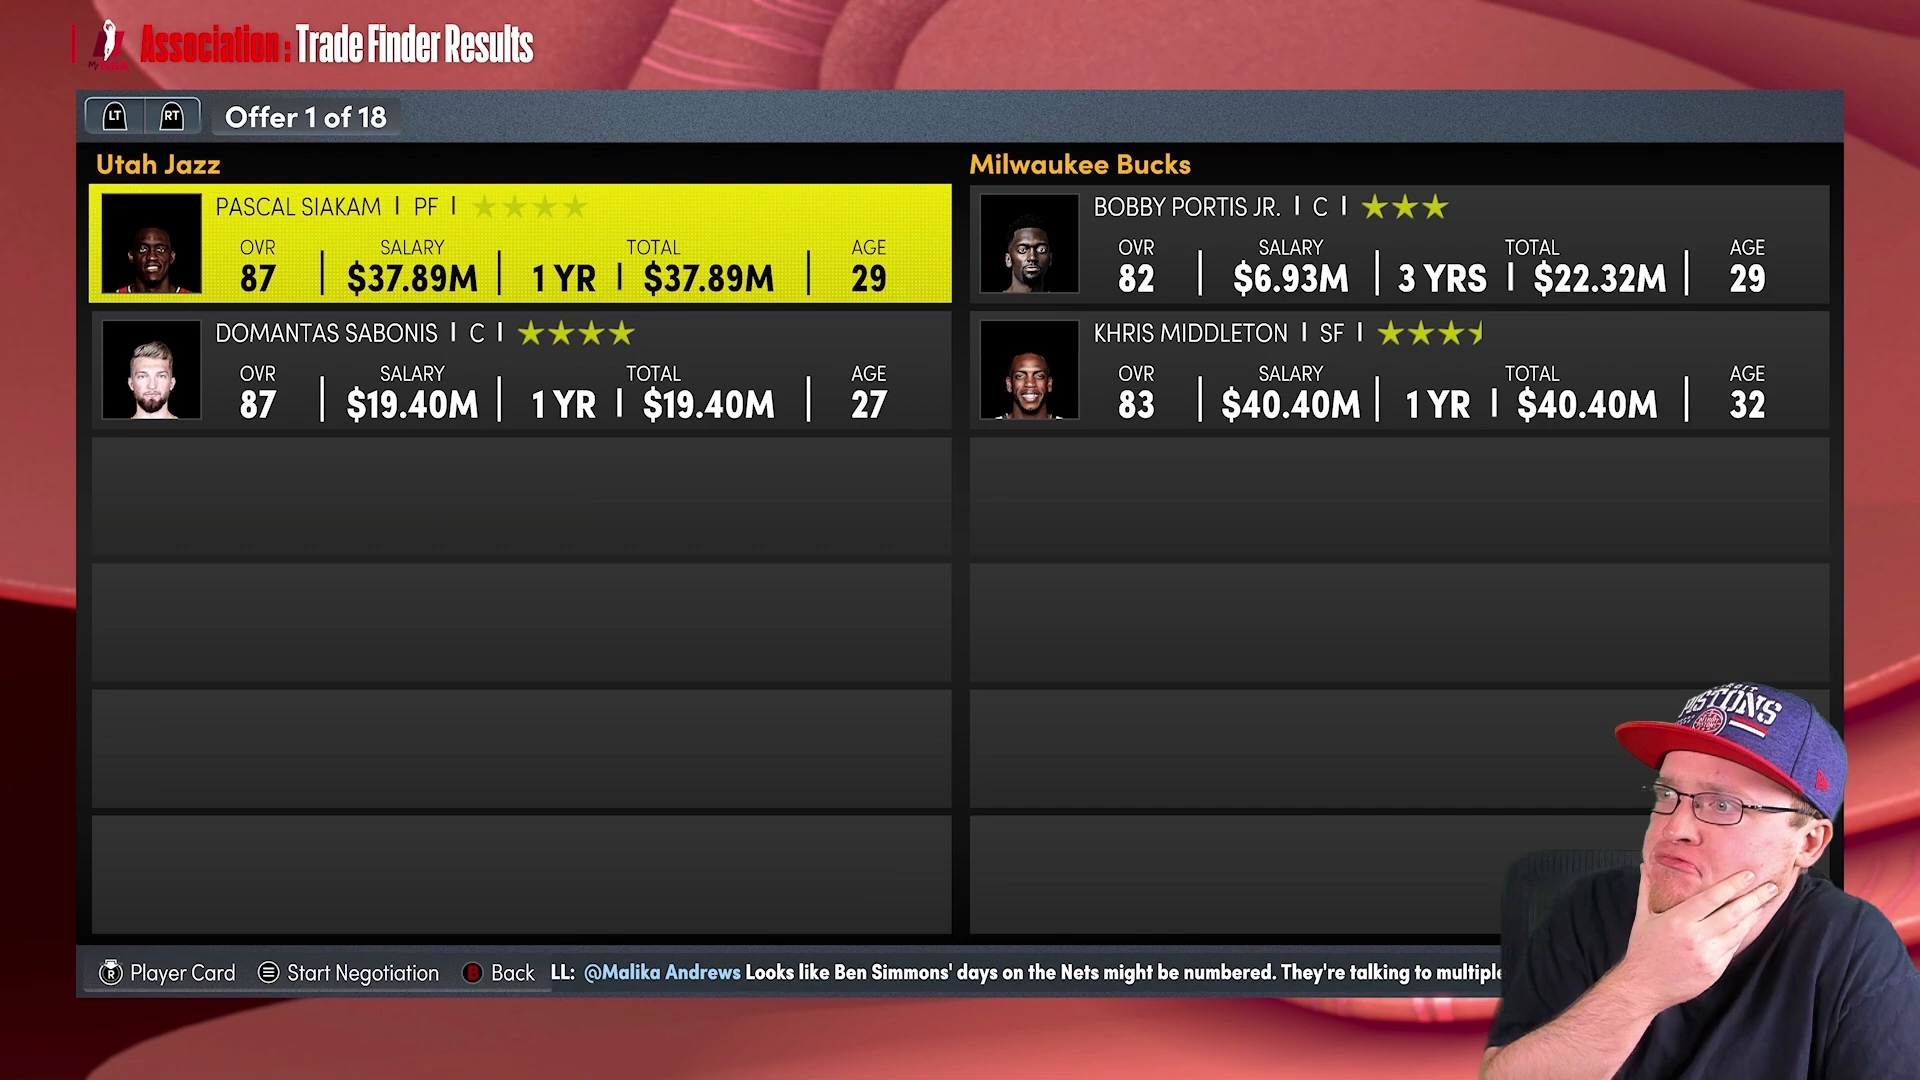 Association : Trade Finder Results
LT RT Offer 1 of 18
Utah Jazz
PASCAL SIAKAM | PF |
OVR SALARY TOTAL AGE
87 | $37.89M | 1 YR | $37.89M | 29
DOMANTAS SABONIS | C |
OVR SALARY TOTAL AGE
87 | $19.40M | 1 YR | $19.40M | 27
Milwaukee Bucks
BOBBY PORTIS JR. | C |
OVR SALARY TOTAL AGE
82 | $6.93M | 3 YRS | $22.32M | 29
KHRIS MIDDLETON | SF |
OVR SALARY TOTAL AGE
83 | $40.40M | 1 YR | $40.40M | 32
PISTONS
R Player Card Start Negotiation B Back LL: @Malika Andrews Looks like Ben Simmons' days on the Nets might be numbered. They're talking to multiple